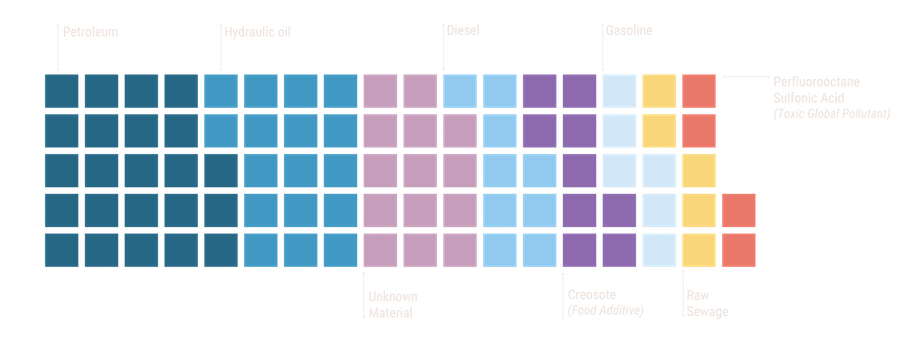 Petroleum
Hydraulic oil
Diesel
Gasoline
Perfluorooctane
Sulfonic Acid
(Toxic Global Pollutant)
Unknown
Material
Creosote
(Food Additive)
Raw
Sewage